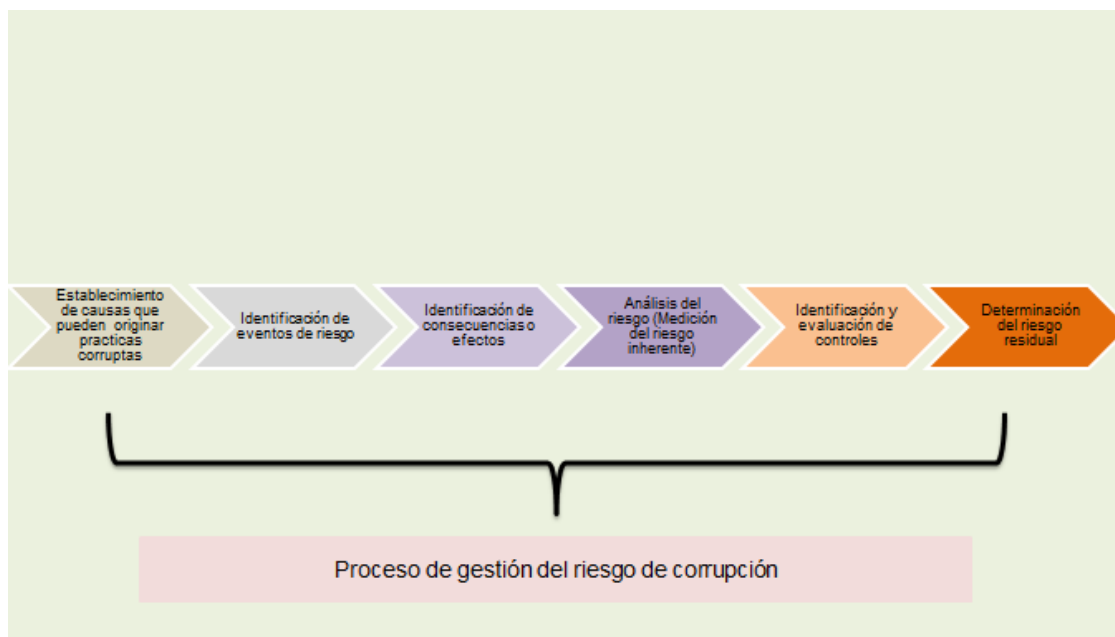 Establecimiento
de causas que
pueden originar
practicas
corruptas
Identificación de
eventos de riesgo
Identificación de
consecuencias o
efectos
Análisis del
riesgo (Medición
del riesgo
inherente)
Identificación y
evaluación de
controles
Determinación
del riesgo
residual
Proceso de gestión del riesgo de corrupción